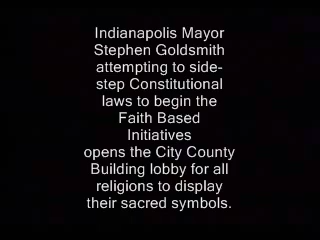 Indianapolis Mayor
Stephen Goldsmith
attempting to side-
step Constitutional
laws to begin the
Faith Based
Initiatives
opens the City County
Building lobby for all
religions to display
their sacred symbols.